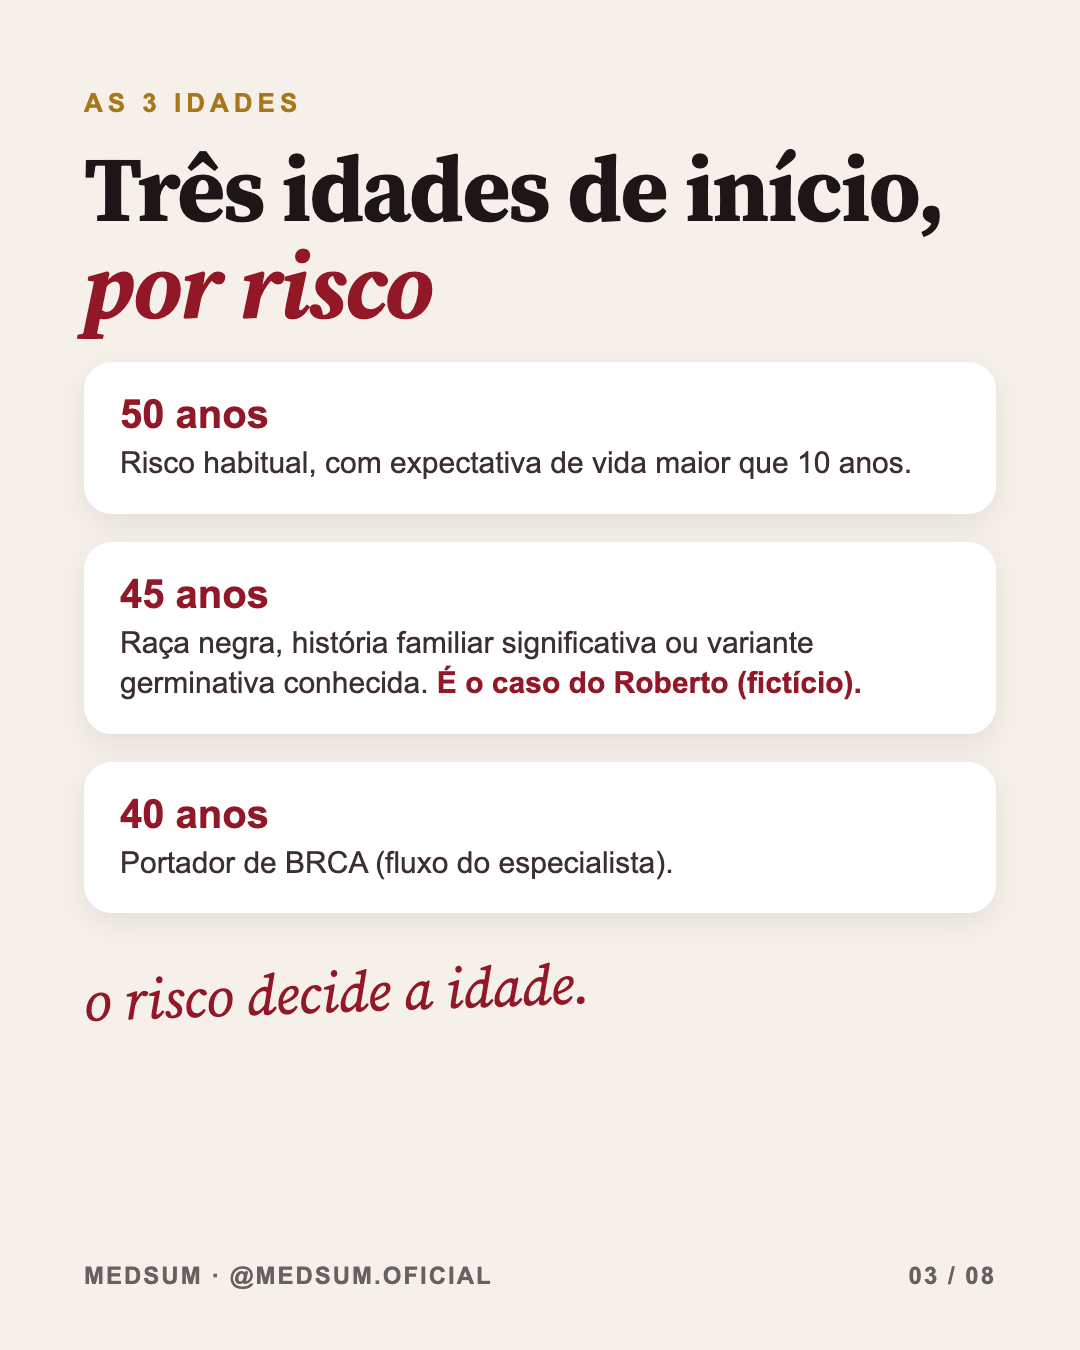 AS 3 IDADES
Três idades de início,
por risco
50 anos
Risco habitual, com expectativa de vida maior que 10 anos.
45 anos
Raça negra, história familiar significativa ou variante
germinativa conhecida. É o caso do Roberto (fictício).
40 anos
Portador de BRCA (fluxo do especialista).
o risco decide a idade.
MEDSUM · @MEDSUM.OFICIAL
03 / 08